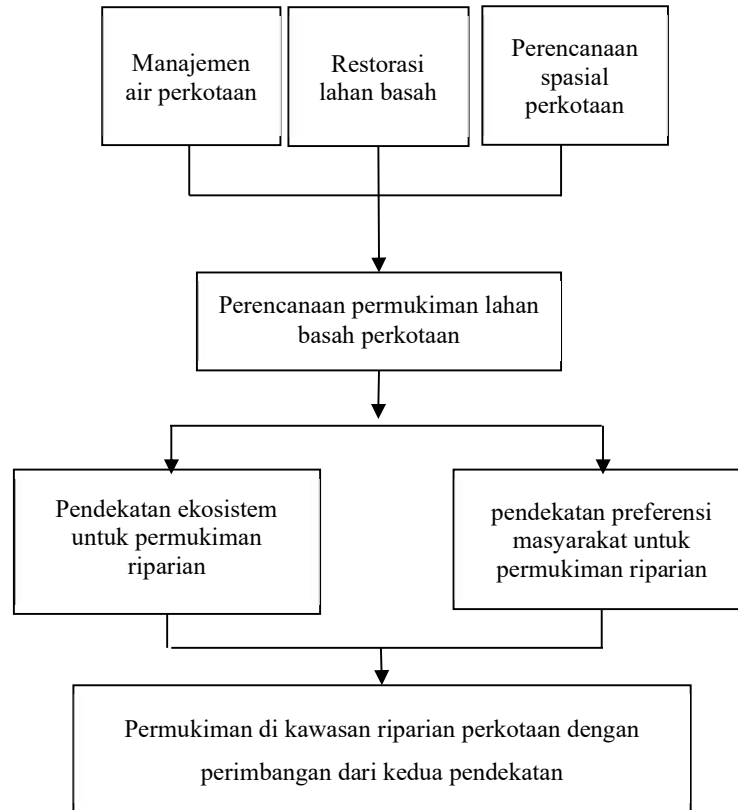 Manajemen
air perkotaan
Restorasi
lahan basah
Perencanaan
spasial
perkotaan
Perencanaan permukiman lahan
basah perkotaan
Pendekatan ekosistem
untuk permukiman
riparian
pendekatan preferensi
masyarakat untuk
permukiman riparian
Permukiman di kawasan riparian perkotaan dengan
perimbangan dari kedua pendekatan